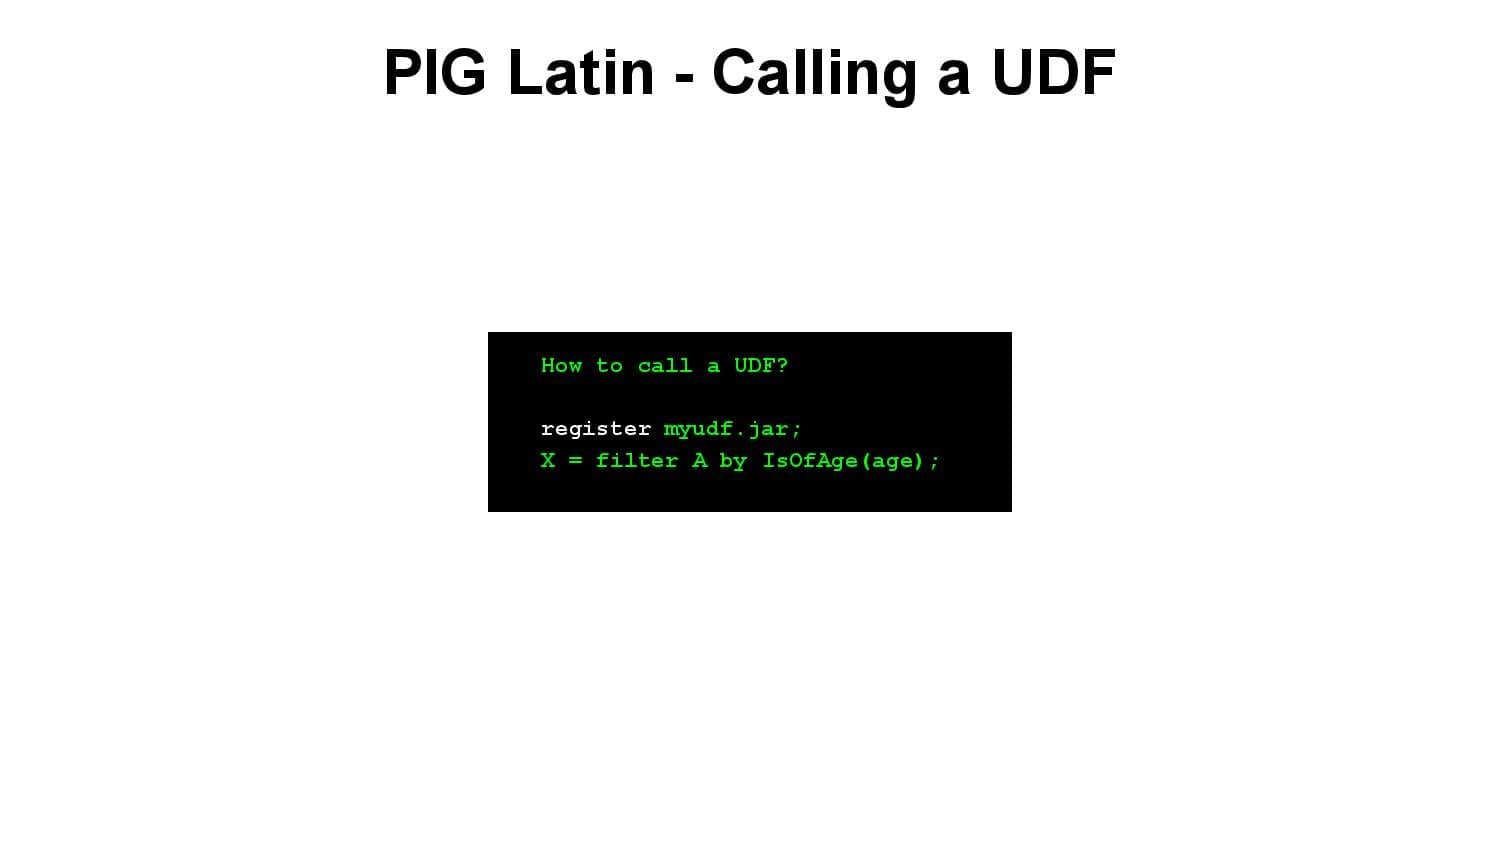 PIG Latin - Calling a UDF
How to call a UDF?
register myudf.jar;
X = filter A by IsOfAge(age);